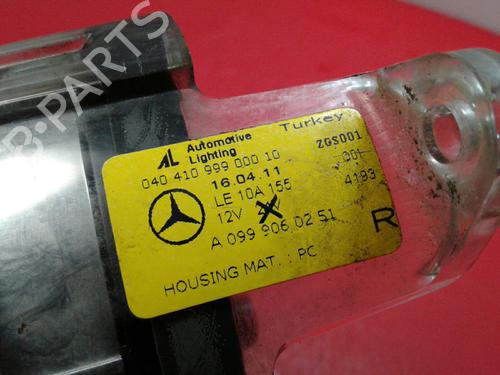 B-PARTS
AL Automotive Lighting Turkey ZGS001
040 410 999 000 10 001
16.04.11 4193
LE 10A 155
12V
A 099 906 02 51 R
HOUSING MAT. : PC